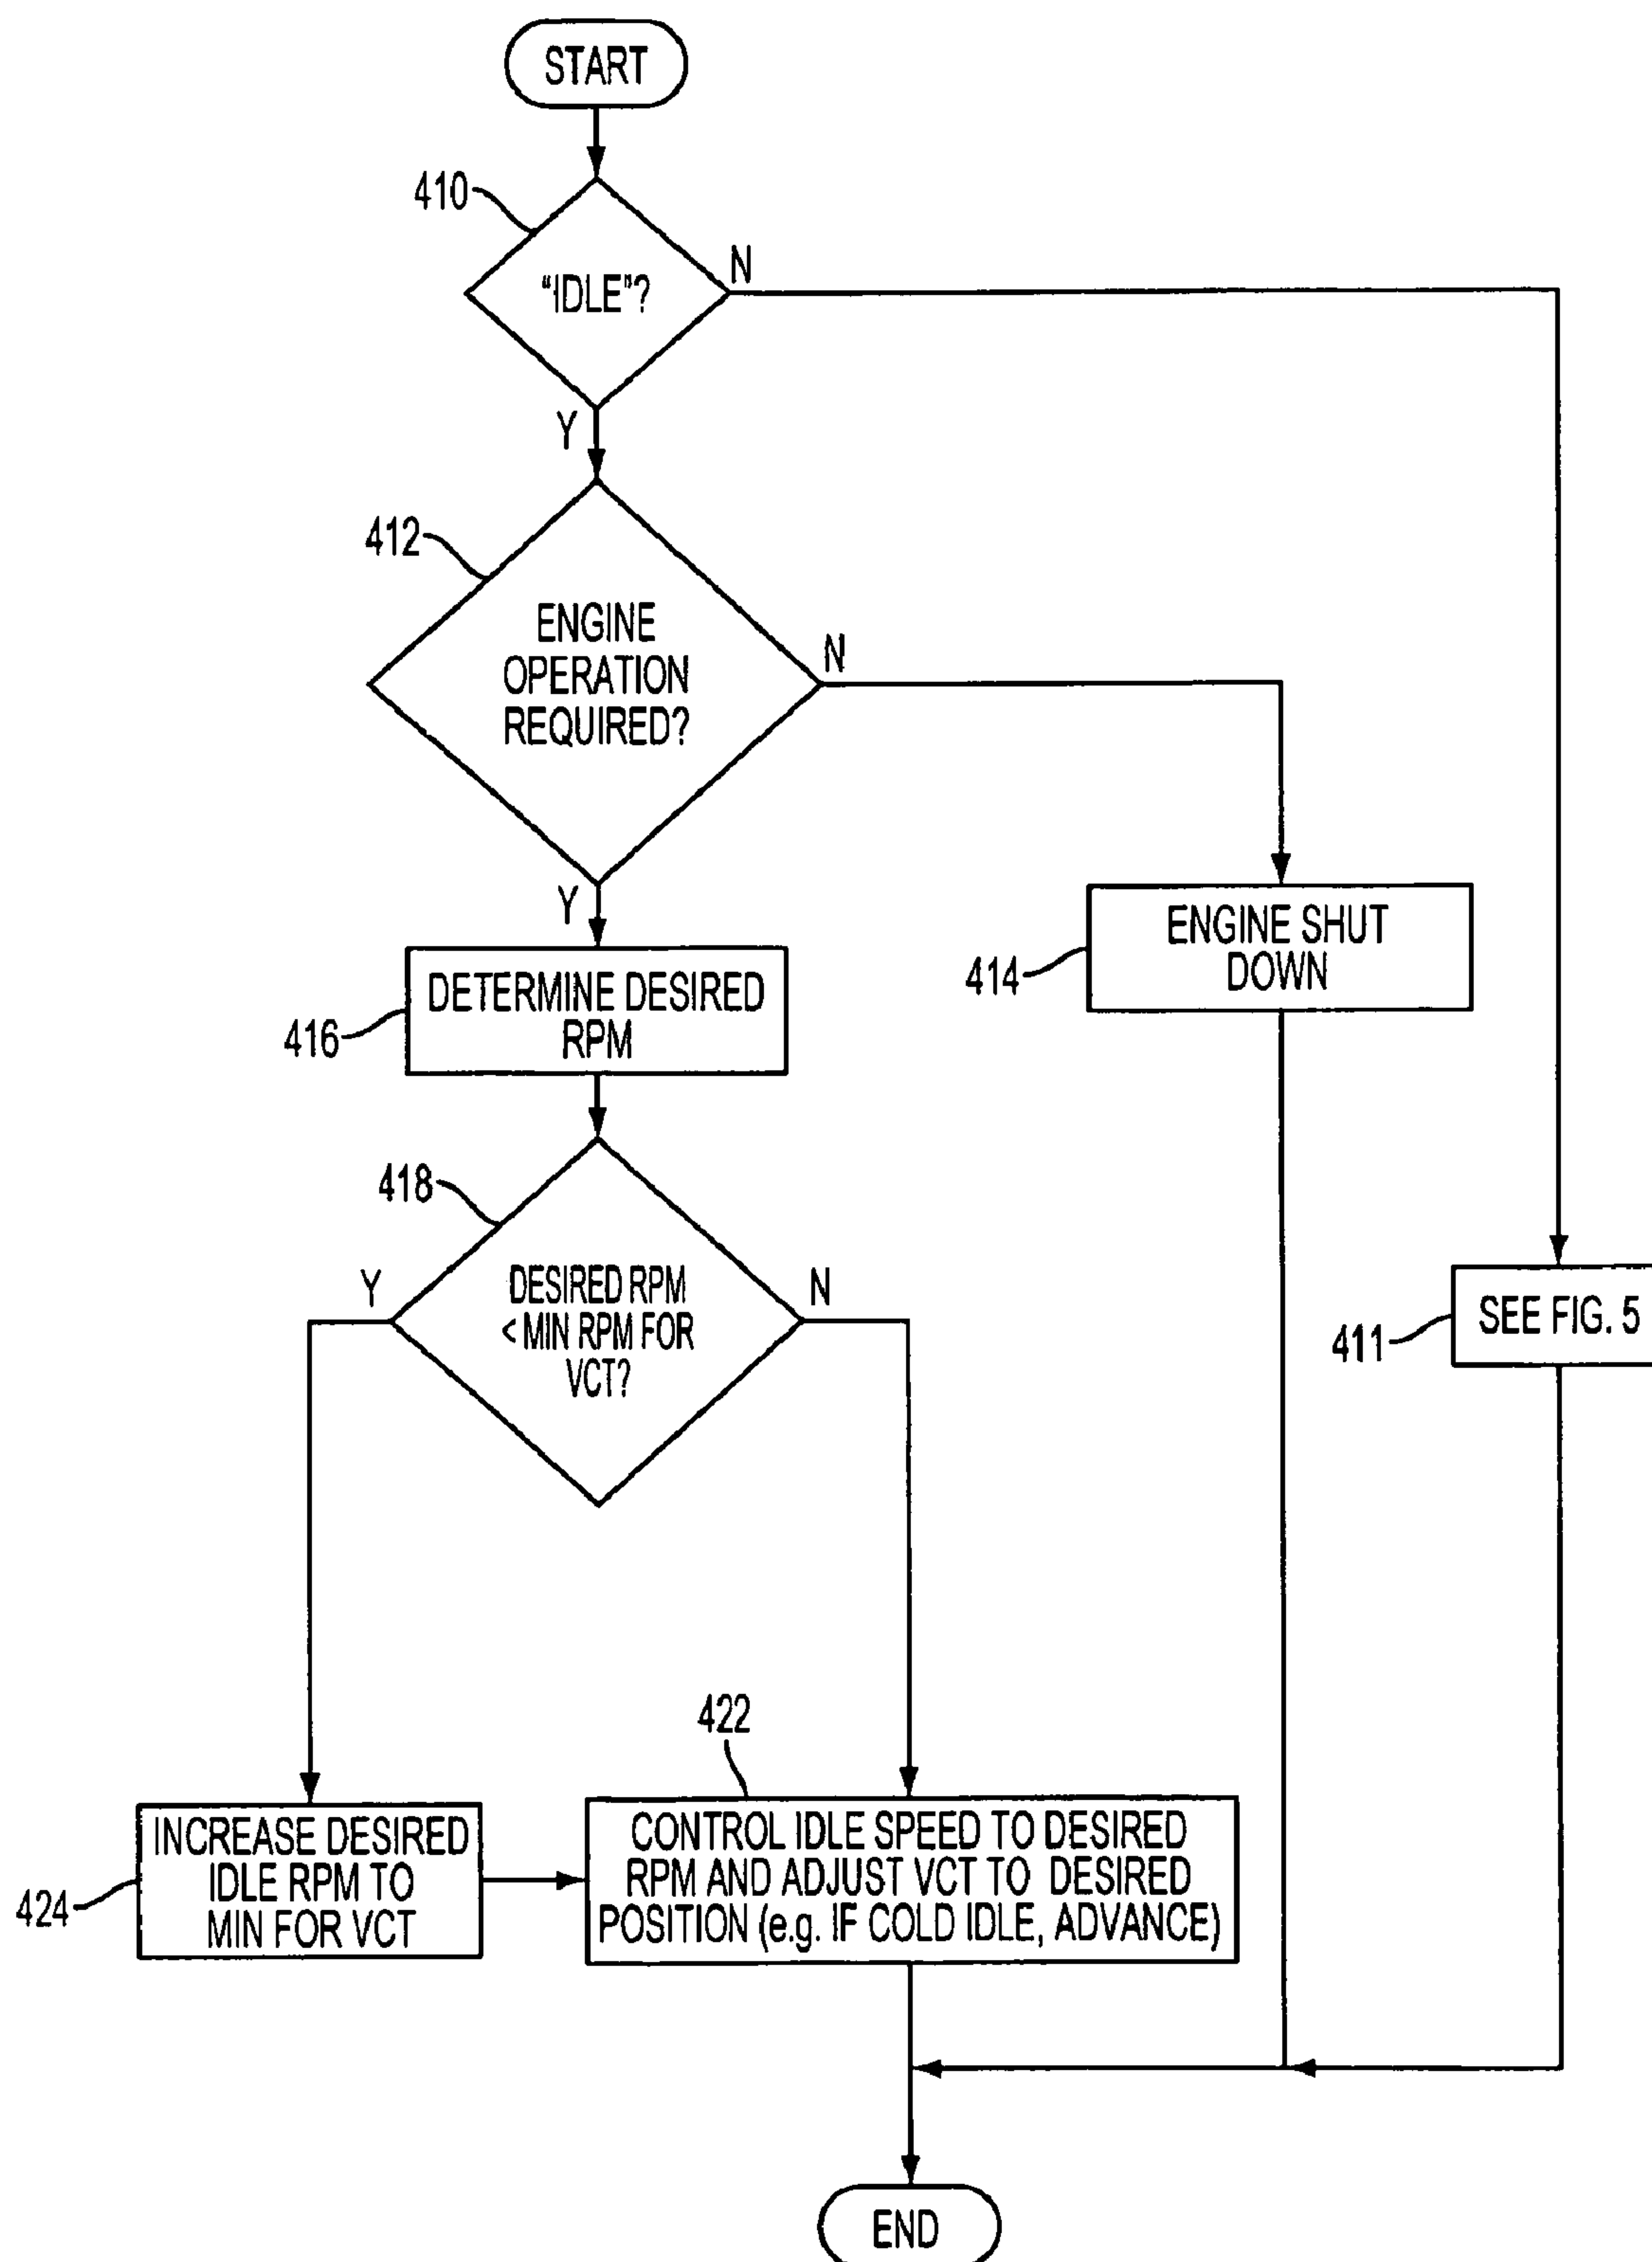 START
410
"IDLE"?
N
Y
412
ENGINE
OPERATION
REQUIRED?
N
Y
416
DETERMINE DESIRED
RPM
414
ENGINE SHUT
DOWN
418
Y
DESIRED RPM
< MIN RPM FOR
VCT?
N
411
SEE FIG. 5
424
INCREASE DESIRED
IDLE RPM TO
MIN FOR VCT
422
CONTROL IDLE SPEED TO DESIRED
RPM AND ADJUST VCT TO DESIRED
POSITION (e.g. IF COLD IDLE, ADVANCE)
END